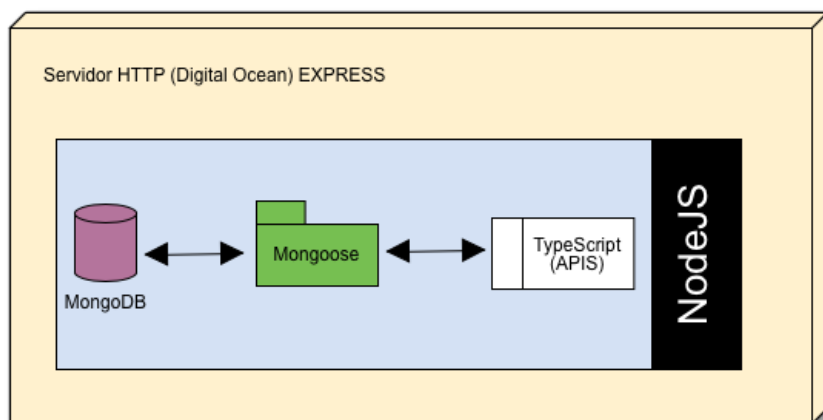 Servidor HTTP (Digital Ocean) EXPRESS
MongoDB
Mongoose
TypeScript
(APIS)
NodeJS